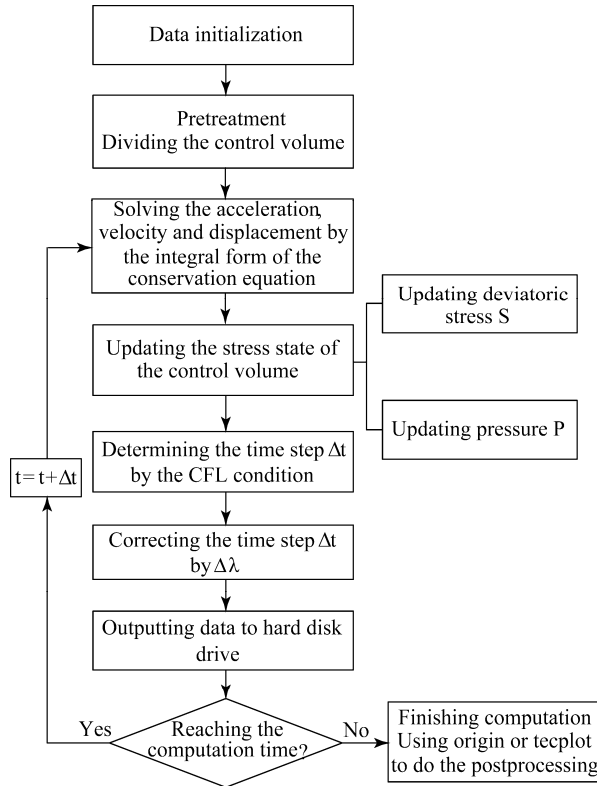 Data initialization
Pretreatment
Dividing the control volume
Solving the acceleration,
velocity and displacement by
the integral form of the
conservation equation
Updating the stress state of
the control volume
Updating deviatoric
stress S
Updating pressure P
Determining the time step Δt
by the CFL condition
t=t+Δt
Correcting the time step Δt
by Δλ
Outputting data to hard disk
drive
Reaching the
computation time?
Yes
No
Finishing computation
Using origin or tecplot
to do the postprocessing